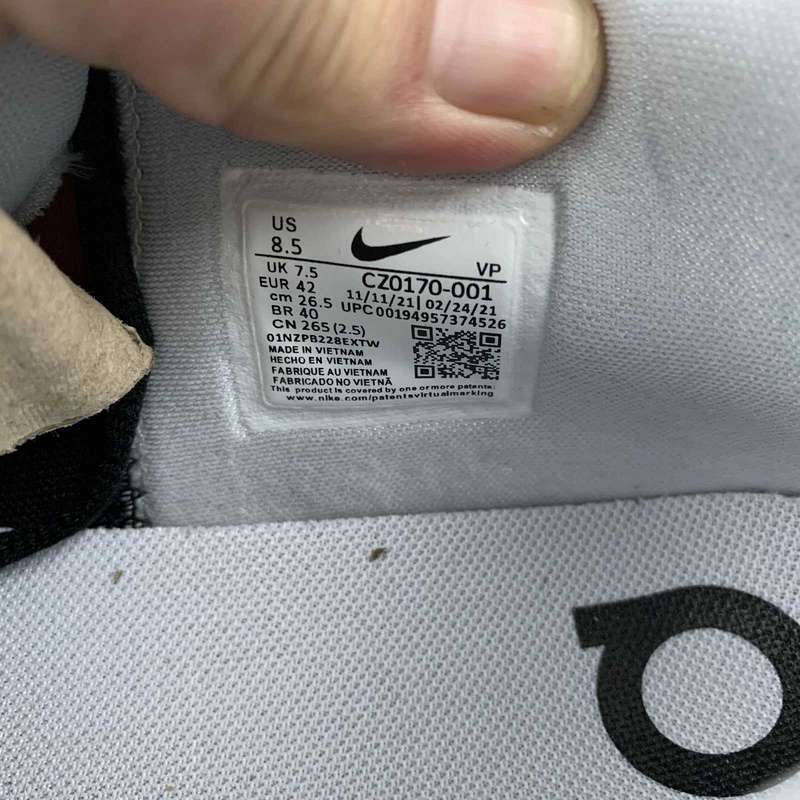 US
8.5
VP
UK 7.5
CZ0170-001
EUR 42
11/11/21| 02/24/21
cm 26.5
UPC 00194957374526
BR 40
CN 265 (2.5)
01NZPB228EXTW
MADE IN VIETNAM
HECHO EN VIETNAM
FABRIQUE AU VIETNAM
FABRICADO NO VIETNÃ
This product is covered by one or more patents:
www.nike.com/patentsvirtualmarking